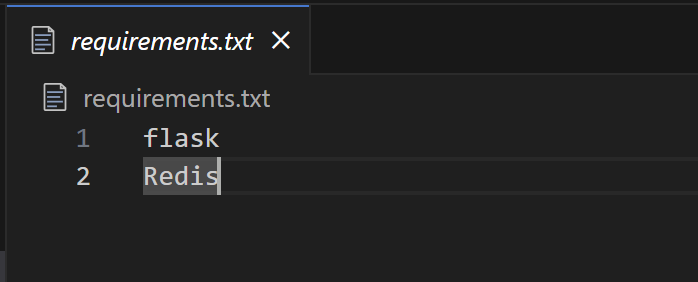 requirements.txt
requirements.txt
1 flask
2 Redis